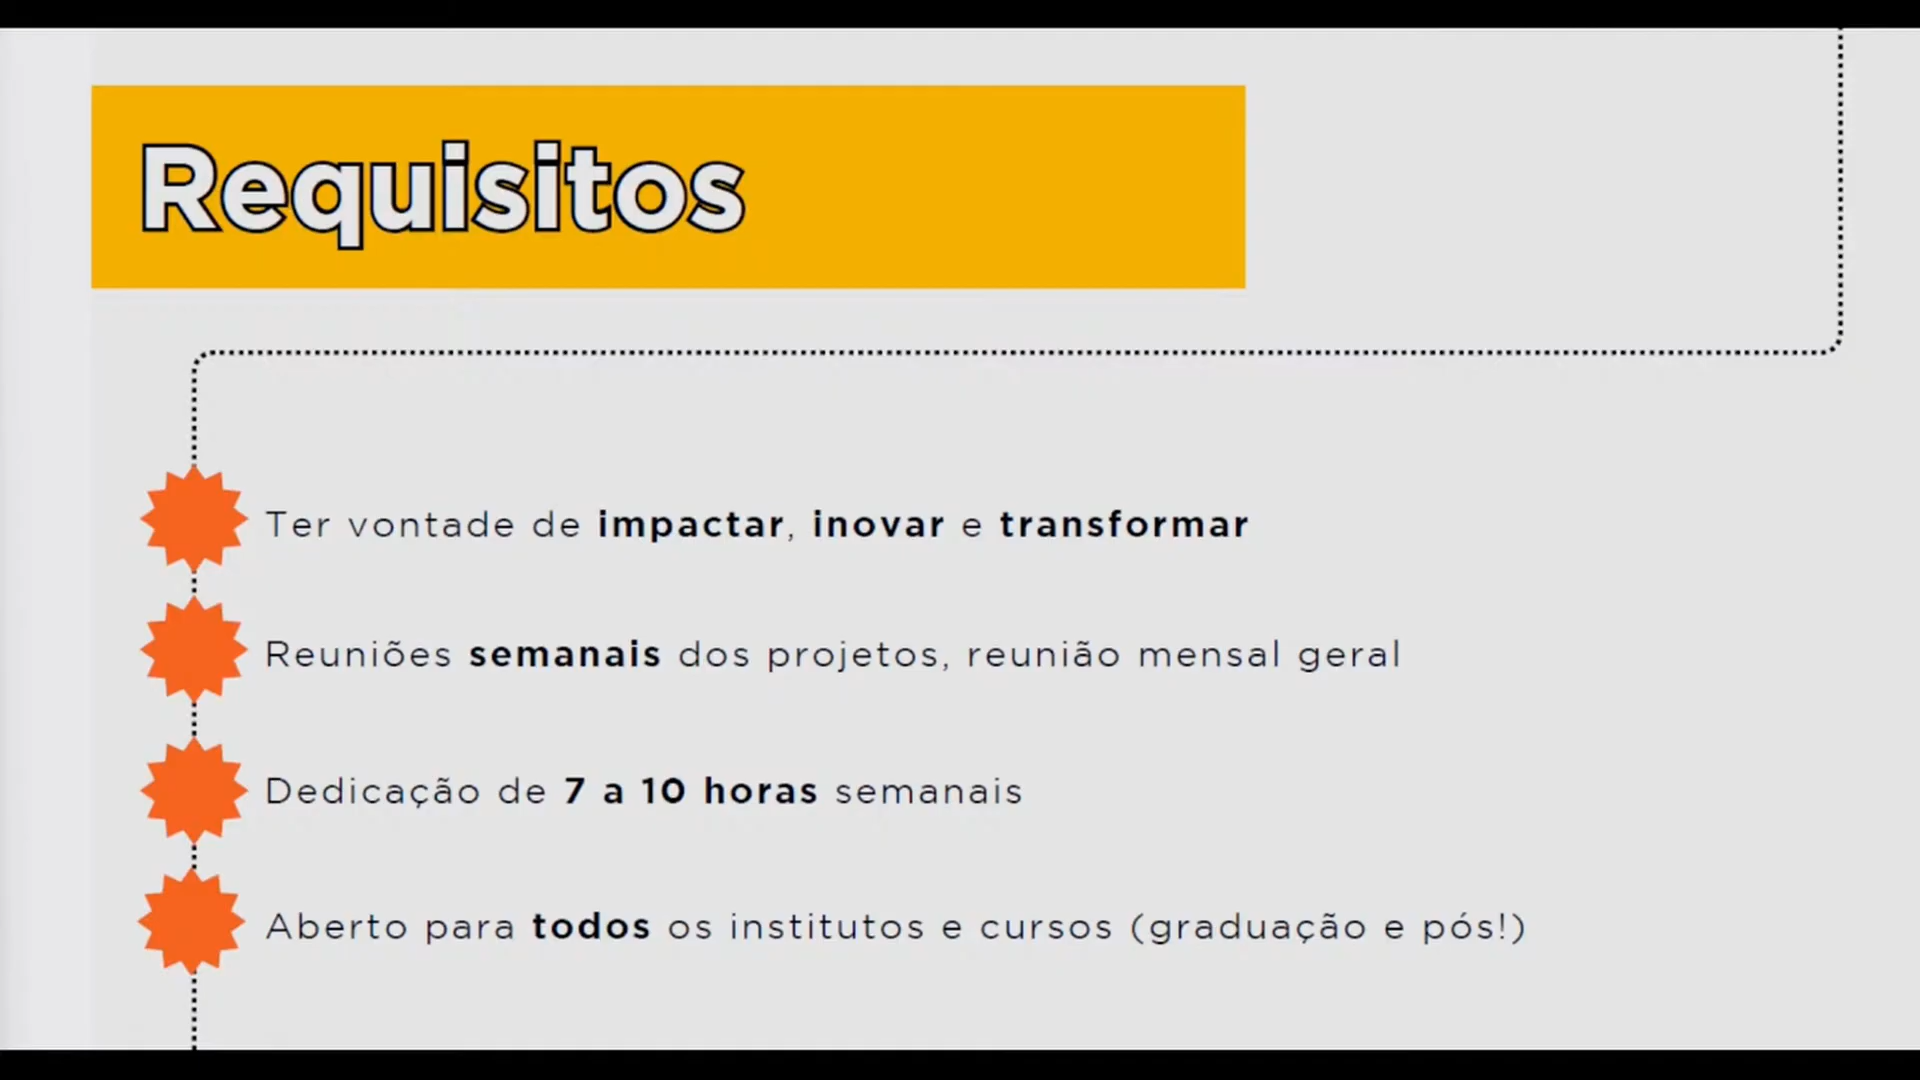 Requisitos
Ter vontade de impactar, inovar e transformar
Reuniões semanais dos projetos, reunião mensal geral
Dedicação de 7 a 10 horas semanais
Aberto para todos os institutos e cursos (graduação e pós!)